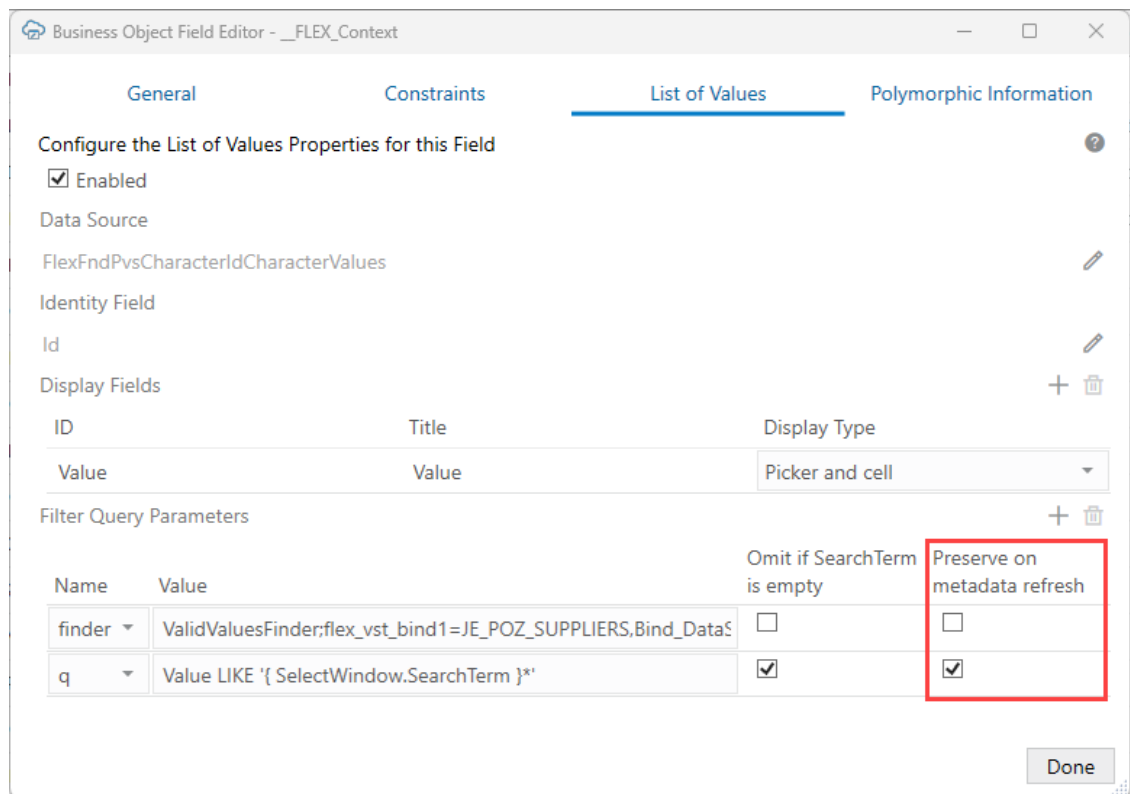 Business Object Field Editor - __FLEX_Context
General Constraints List of Values Polymorphic Information
Configure the List of Values Properties for this Field
?
Enabled
Data Source
FlexFndPvsCharacterIdCharacterValues
Identity Field
Id
Display Fields
ID Title Display Type
Value Value Picker and cell
Filter Query Parameters
Omit if SearchTerm Preserve on
Name Value is empty metadata refresh
finder ValidValuesFinder;flex_vst_bind1=JE_POZ_SUPPLIERS,Bind_DataS
q Value LIKE '{ SelectWindow.SearchTerm }*'
Done